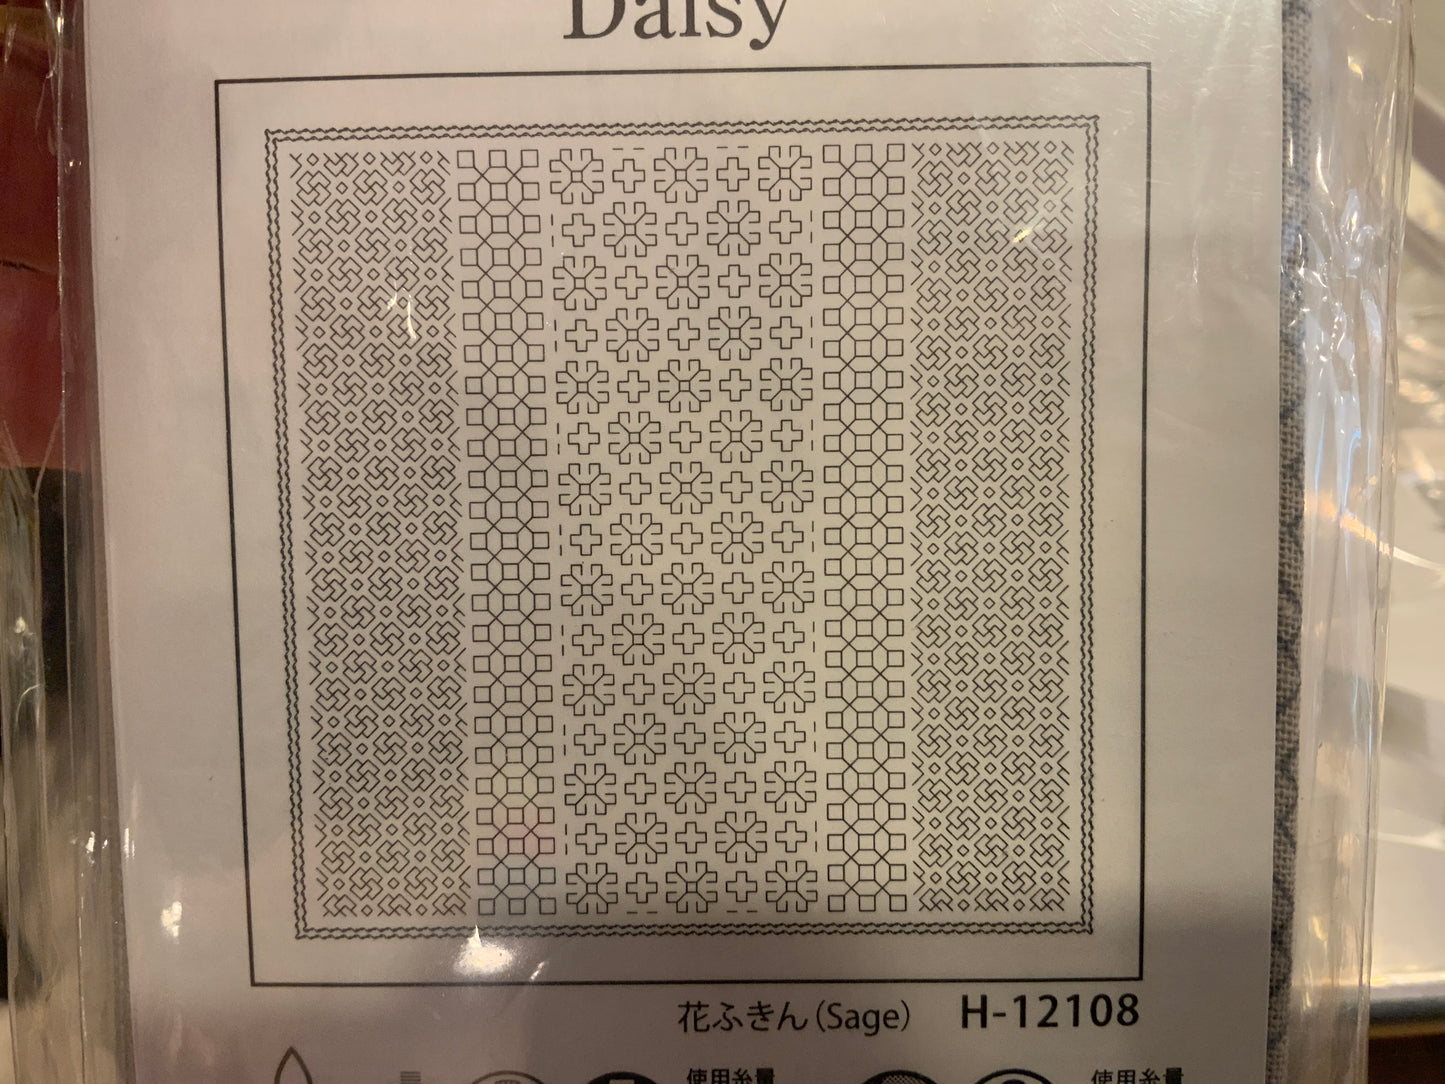 Daisy
花ふきん（Sage） H-12108
使用糸量 使用糸量